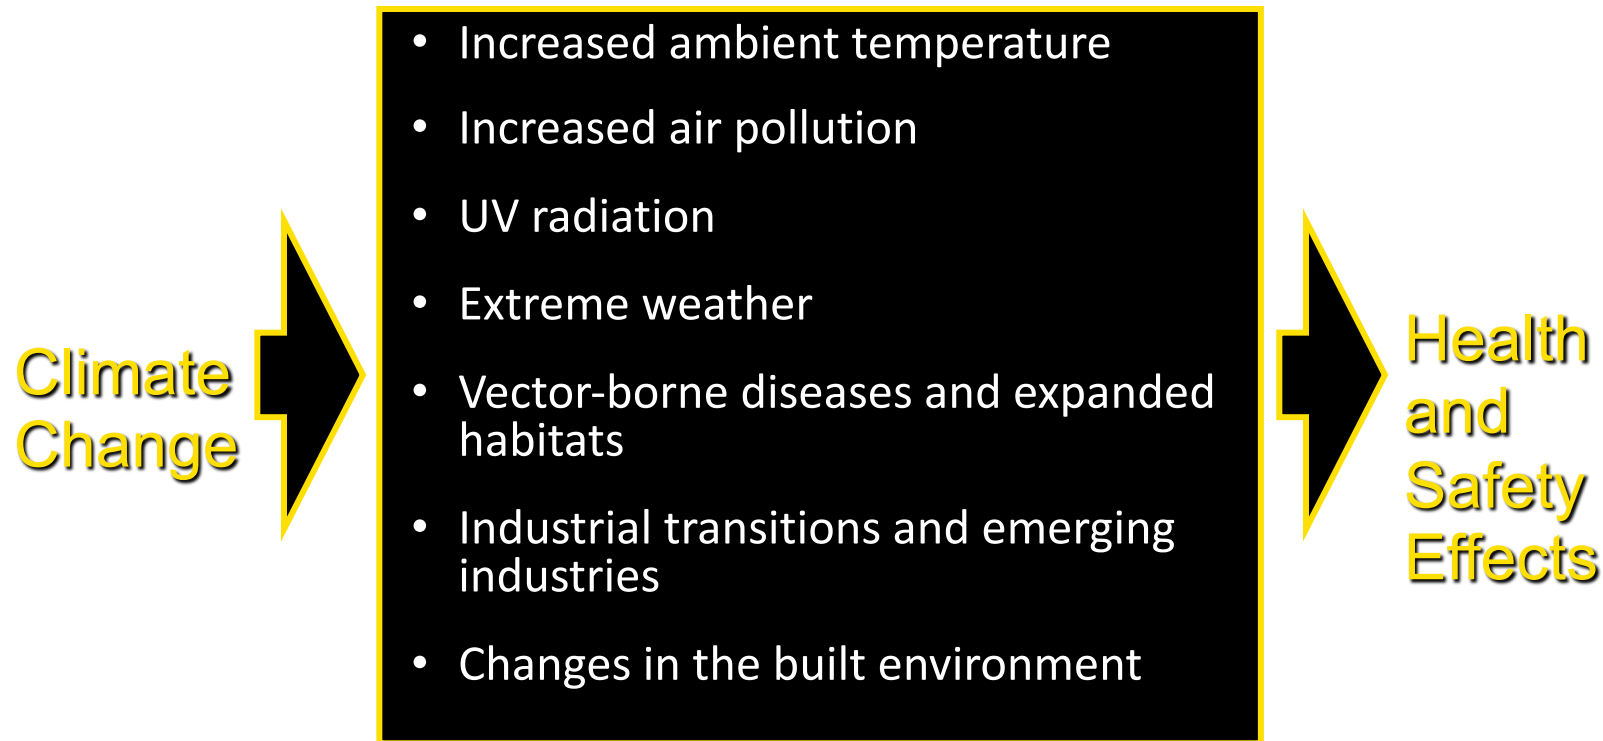 Climate
Change
• Increased ambient temperature
• Increased air pollution
• UV radiation
• Extreme weather
• Vector-borne diseases and expanded
habitats
• Industrial transitions and emerging
industries
• Changes in the built environment
Health
and
Safety
Effects